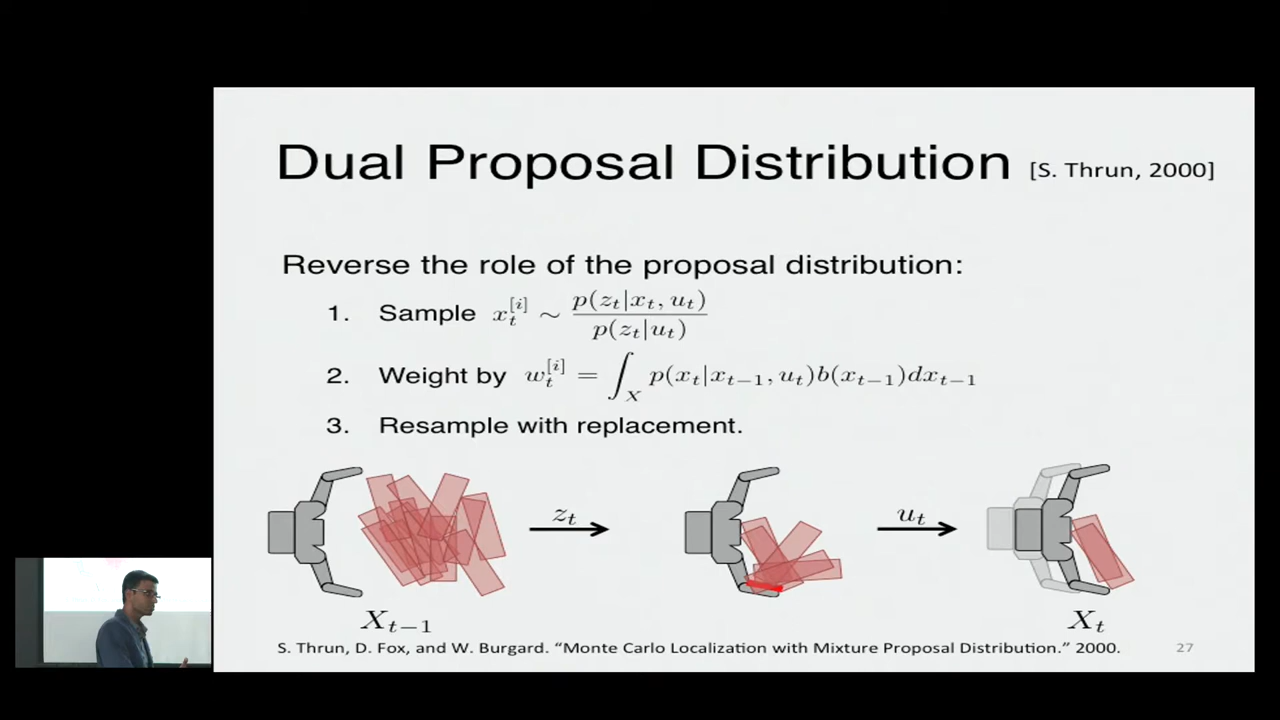 Dual Proposal Distribution [S. Thrun, 2000]
Reverse the role of the proposal distribution:
1. Sample x_t^{[i]} ∼ \frac{p(z_t|x_t, u_t)}{p(z_t|u_t)}
2. Weight by w_t^{[i]} = ∫_X p(x_t|x_{t−1}, u_t)b(x_{t−1})dx_{t−1}
3. Resample with replacement.
z_t
u_t
X_{t−1}
X_t
S. Thrun, D. Fox, and W. Burgard. “Monte Carlo Localization with Mixture Proposal Distribution.” 2000.
27